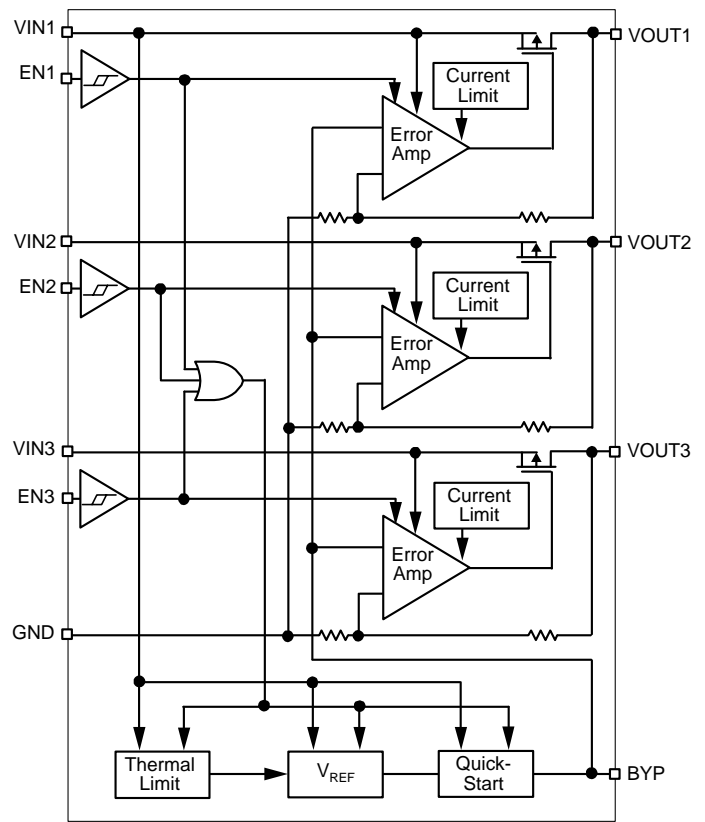 VIN1
VOUT1
EN1
Current
Limit
Error
Amp
VIN2
VOUT2
EN2
Current
Limit
Error
Amp
VIN3
VOUT3
EN3
Current
Limit
Error
Amp
GND
Thermal
Limit
VREF
Quick-
Start
BYP